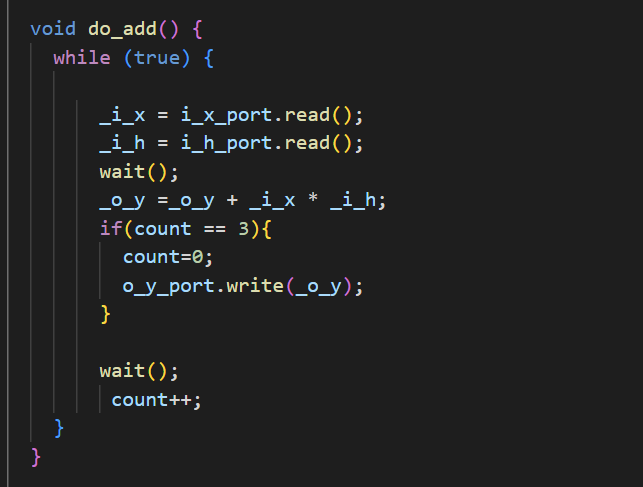 void do_add() {
while (true) {
_i_x = i_x_port.read();
_i_h = i_h_port.read();
wait();
_o_y =_o_y + _i_x * _i_h;
if(count == 3){
count=0;
o_y_port.write(_o_y);
}
wait();
count++;
}
}